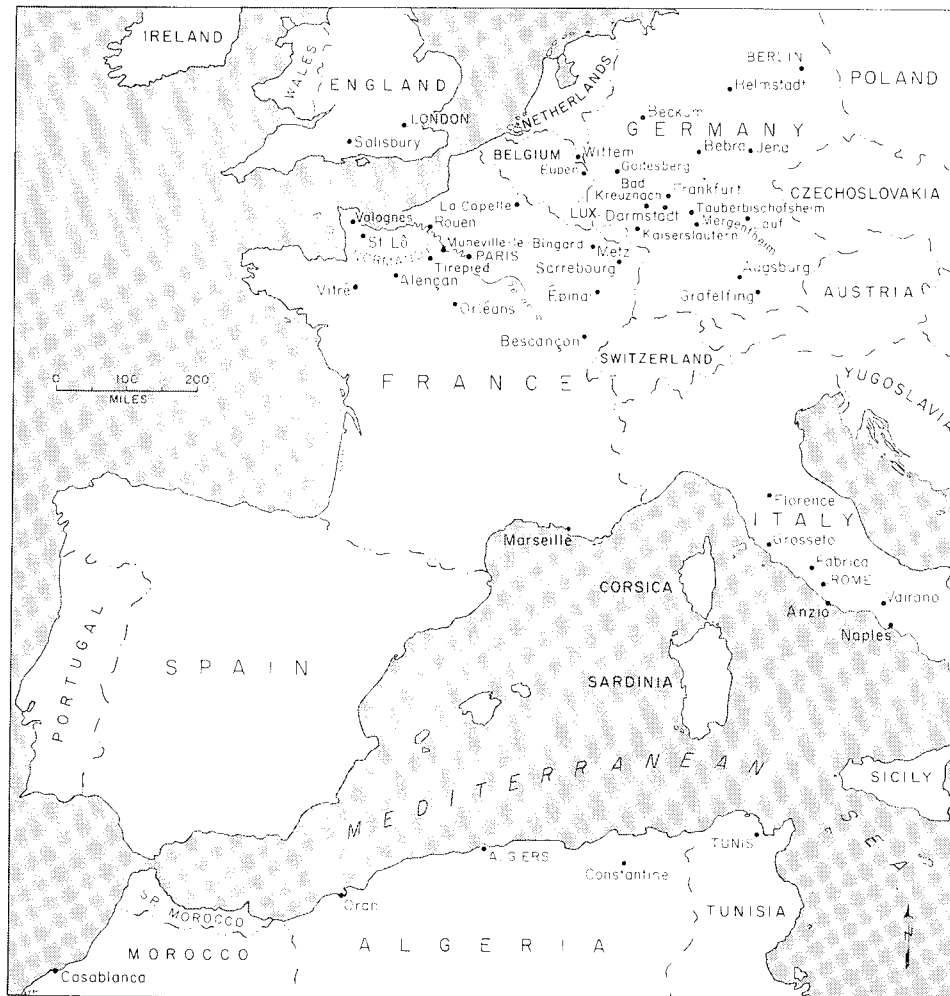 IRELAND
WALES
ENGLAND
LONDON
Salisbury
NETHERLANDS
BERLIN
Helmstadt
POLAND
Beckum
GERMANY
BELGIUM
Wittem
Eupen
Godesberg
Bebra
Jena
Bad
Kreuznach
Frankfurt
CZECHOSLOVAKIA
LUX.
Darmstadt
Tauberbischofsheim
Mergentheim
Lauf
Kaiserslautern
La Capelle
Valognes
Rouen
St Lô
Muneville-le-Bingard
PARIS
NORMANDY
Tirepied
Alençan
Metz
Sarrebourg
Augsburg
Vitré
Orléans
Épinal
Grafelfing
AUSTRIA
Bescançon
SWITZERLAND
0 100 200
MILES
FRANCE
YUGOSLAVIA
Florence
ITALY
Marseille
Grosseto
Fabrica
ROME
CORSICA
Anzio
Vairano
Naples
PORTUGAL
SPAIN
SARDINIA
MEDITERRANEAN SEA
SICILY
ALGIERS
TUNIS
Constantine
Oran
SP. MOROCCO
TUNISIA
MOROCCO
ALGERIA
N
Casablanca